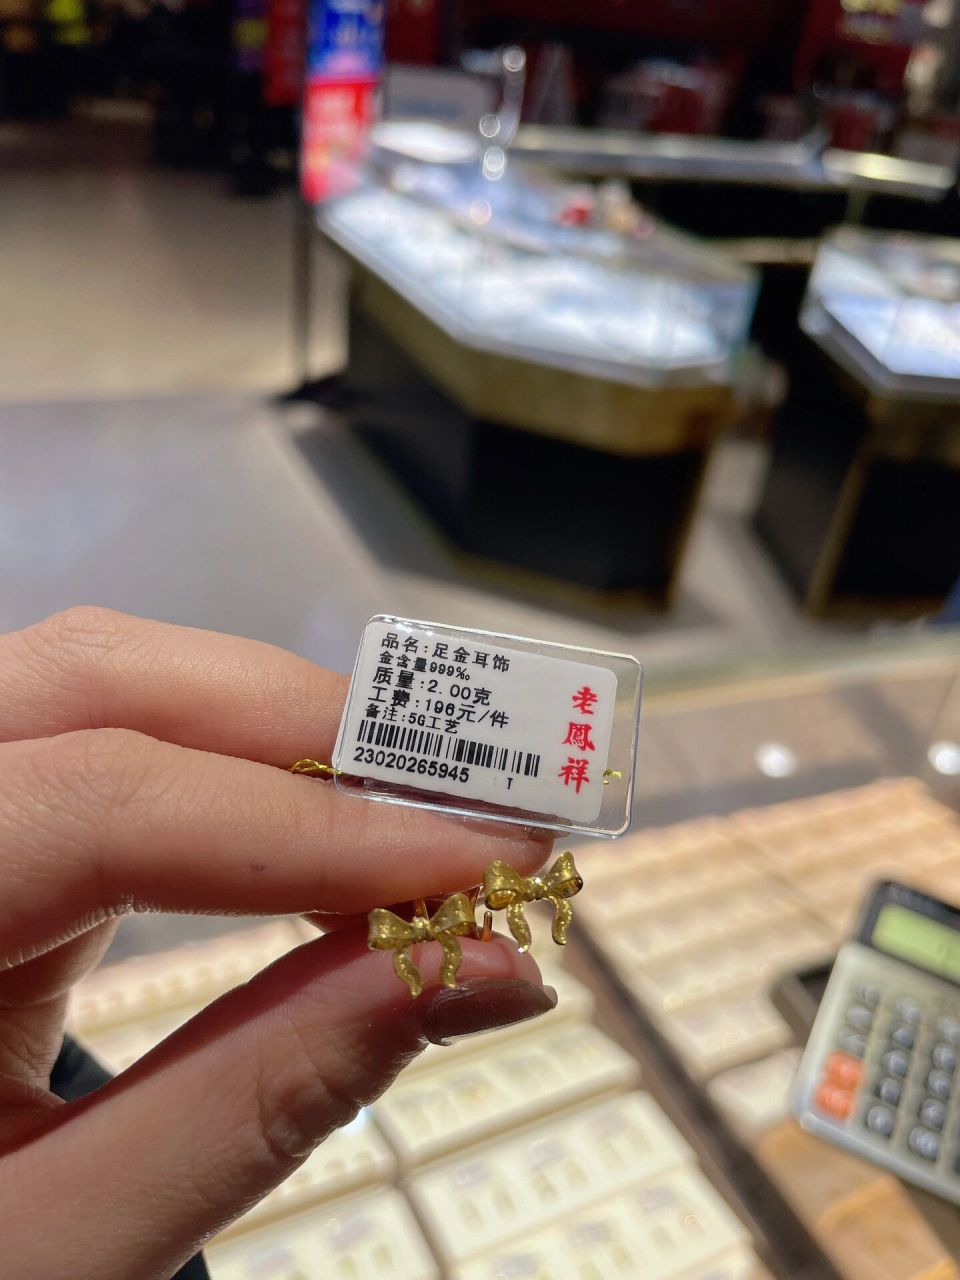 品名:足金耳饰
金含量999‰
质量:2.00克
工费:196元/件
备注:5G工艺
23020265945
T
老鳳祥